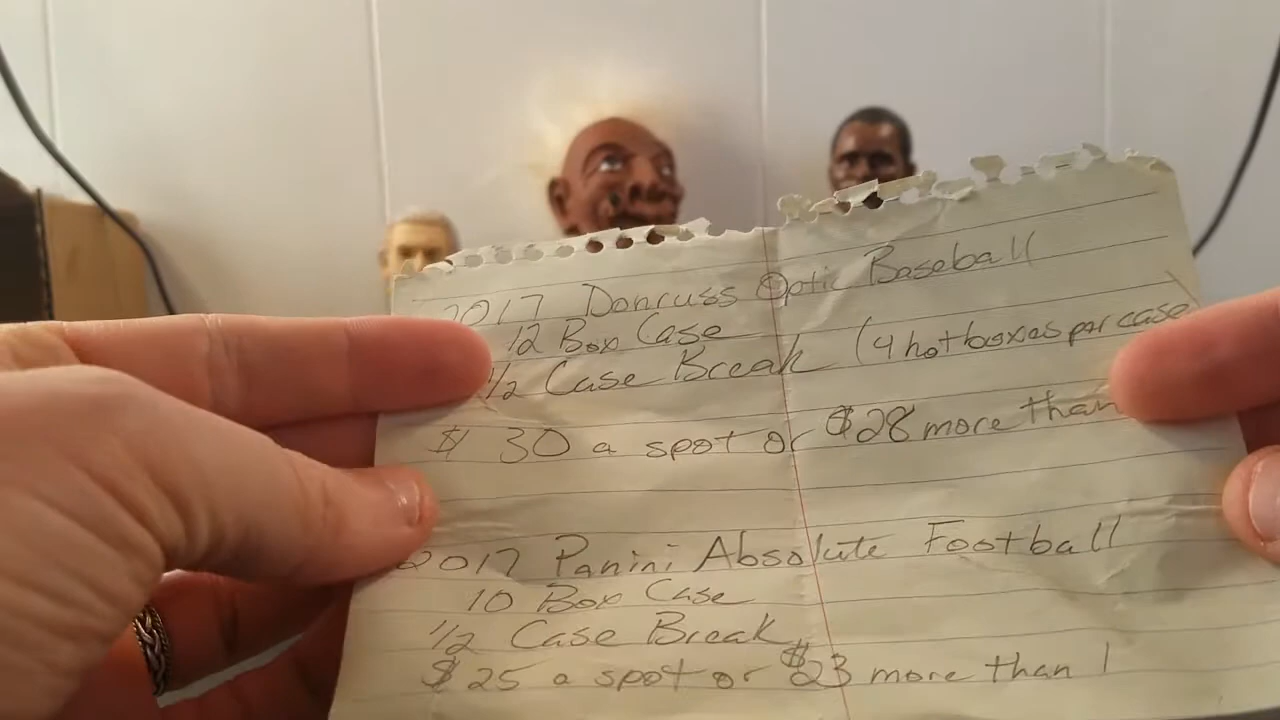 2017 Donruss Optic Baseball
12 Box Case
1/2 Case Break (4 hotboxes per case
$30 a spot or $28 more than
2017 Panini Absolute Football
10 Box Case
1/2 Case Break
$25 a spot or $23 more than 1